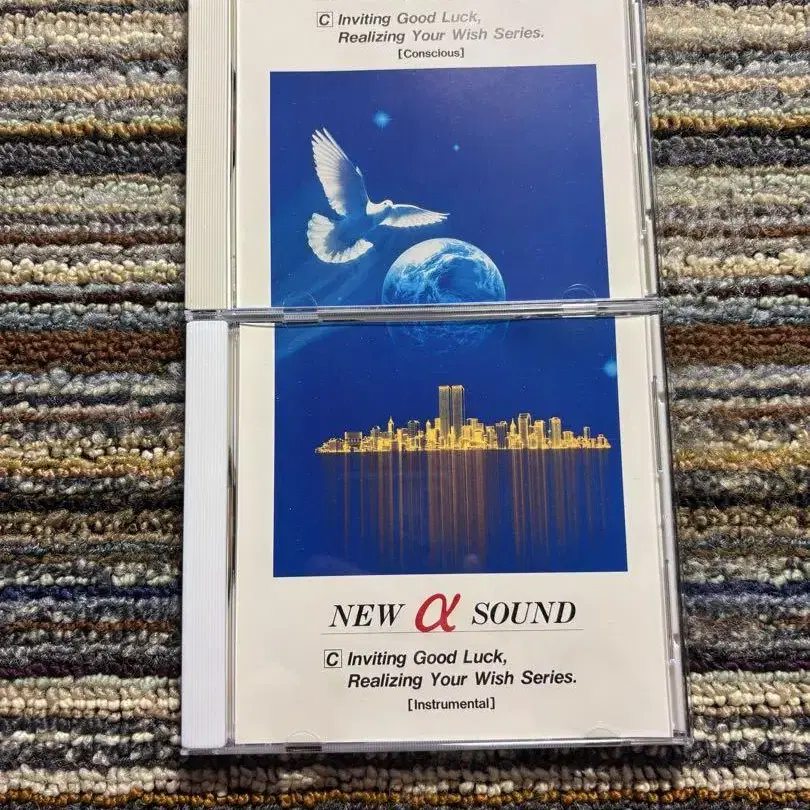 C Inviting Good Luck,
Realizing Your Wish Series.
[Conscious]
NEW α SOUND
C Inviting Good Luck,
Realizing Your Wish Series.
[Instrumental]